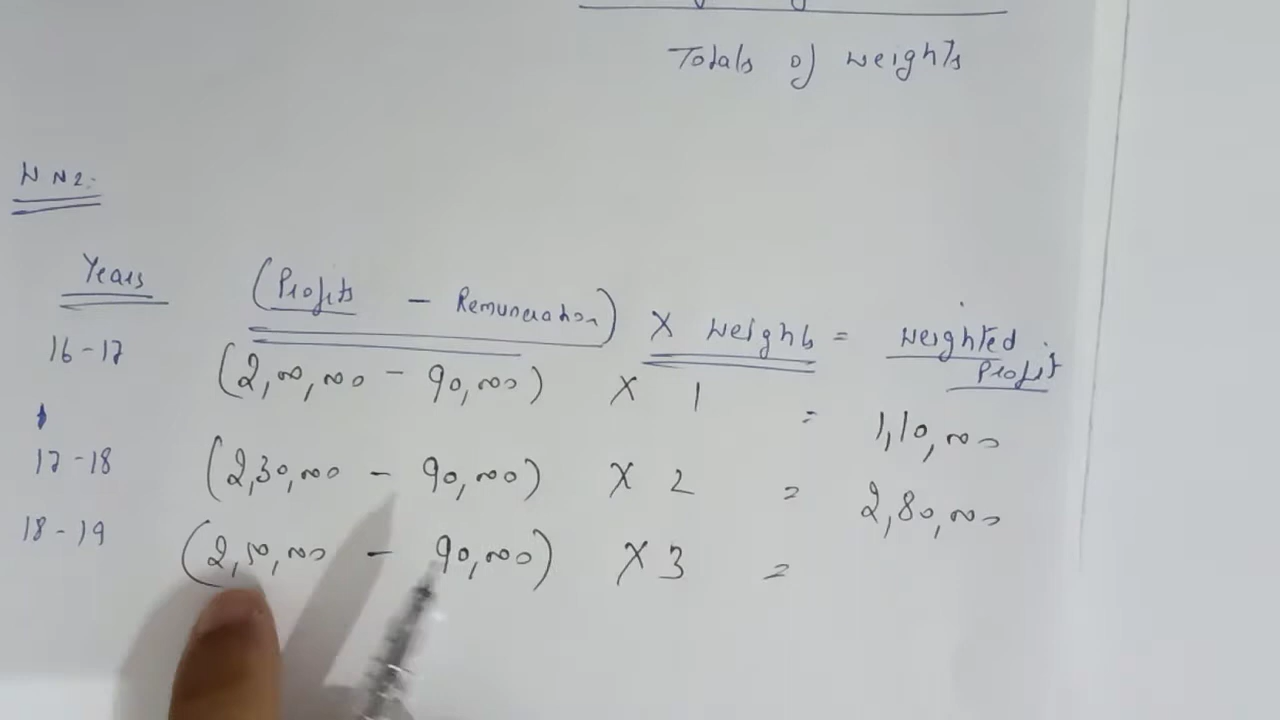 Totals of weights
WN2:
Years (Profits - Remuneration) X weights = weighted Profit
16-17 (2,00,000 - 90,000) X 1 = 1,10,000
17-18 (2,30,000 - 90,000) X 2 = 2,80,000
18-19 (2,50,000 - 90,000) X 3 =